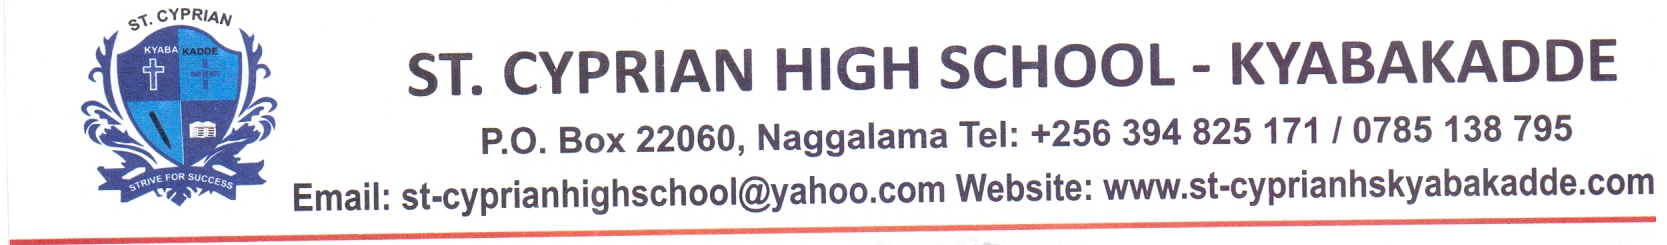 ST. CYPRIAN
KYABA KADDE
STRIVE FOR SUCCESS
ST. CYPRIAN HIGH SCHOOL - KYABAKADDE
P.O. Box 22060, Naggalama Tel: +256 394 825 171 / 0785 138 795
Email: st-cyprianhighschool@yahoo.com Website: www.st-cyprianhskyabakadde.com